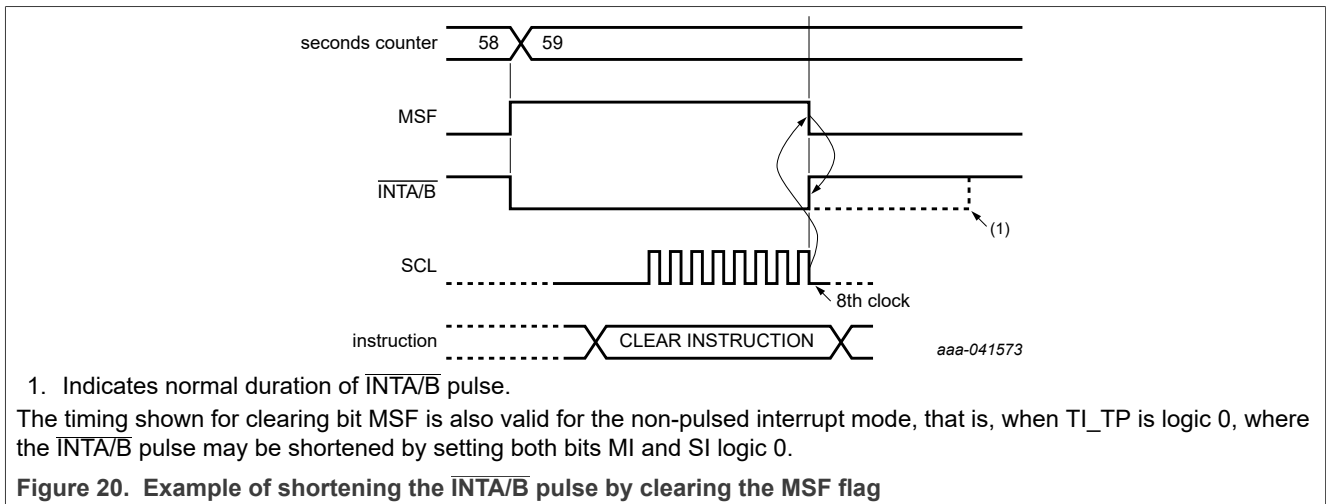 seconds counter 58 59
MSF
INTA/B
(1)
SCL
8th clock
instruction CLEAR INSTRUCTION
aaa-041573
1. Indicates normal duration of INTA/B pulse.
The timing shown for clearing bit MSF is also valid for the non-pulsed interrupt mode, that is, when TI_TP is logic 0, where
the INTA/B pulse may be shortened by setting both bits MI and SI logic 0.
Figure 20. Example of shortening the INTA/B pulse by clearing the MSF flag